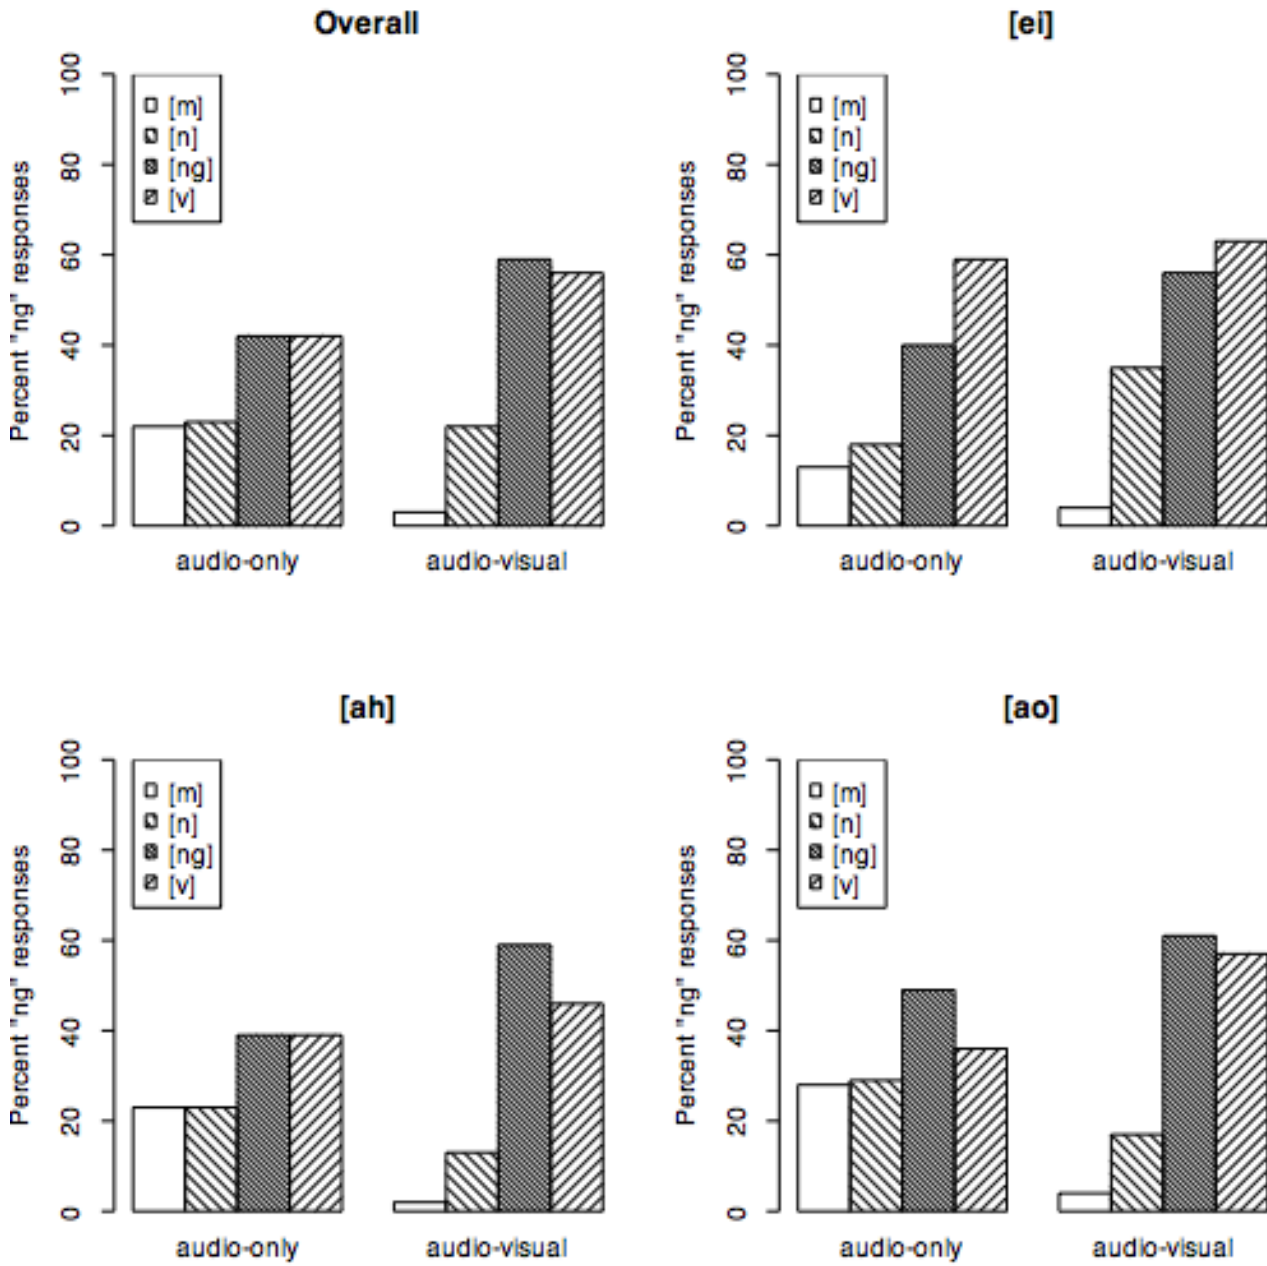 Overall
Percent "ng" responses
0 20 40 60 80 100
[m]
[n]
[ng]
[v]
audio-only audio-visual
[ei]
Percent "ng" responses
0 20 40 60 80 100
[m]
[n]
[ng]
[v]
audio-only audio-visual
[ah]
Percent "ng" responses
0 20 40 60 80 100
[m]
[n]
[ng]
[v]
audio-only audio-visual
[ao]
Percent "ng" responses
0 20 40 60 80 100
[m]
[n]
[ng]
[v]
audio-only audio-visual